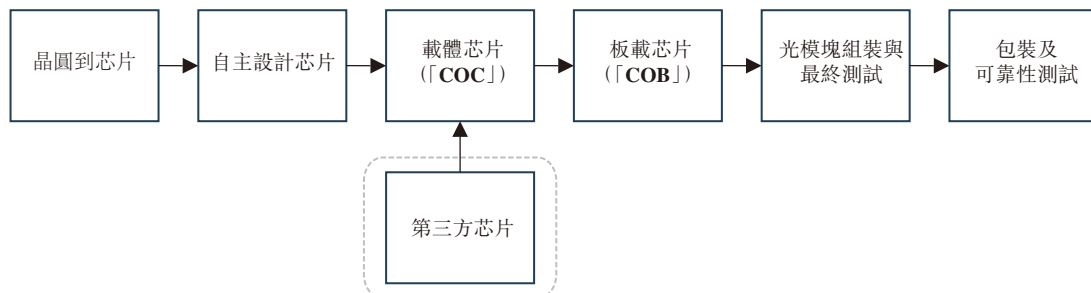 晶圓到芯片
自主設計芯片
載體芯片
(「COC」)
板載芯片
(「COB」)
光模塊組裝與
最終測試
包裝及
可靠性測試
第三方芯片